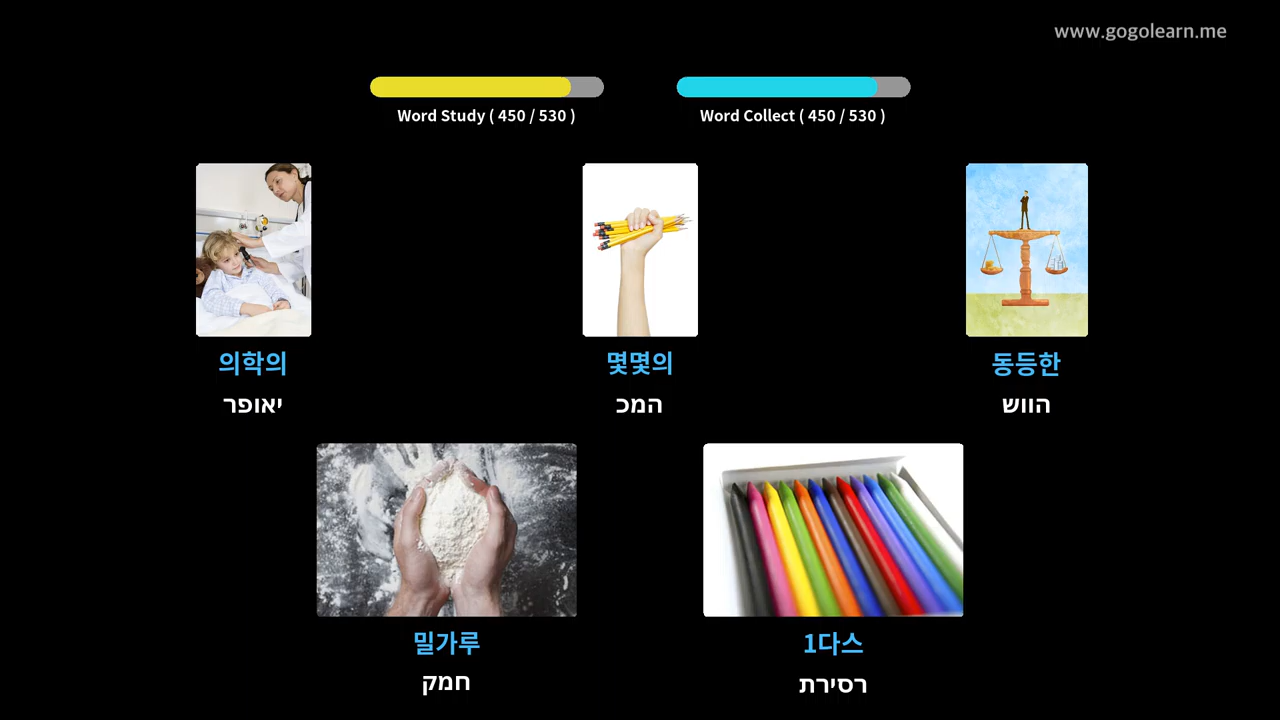 www.gogolearn.me
Word Study ( 450 / 530 )
Word Collect ( 450 / 530 )
의학의
몇몇의
동등한
יאופר
המכ
הווש
밀가루
1다스
חמק
רסירת